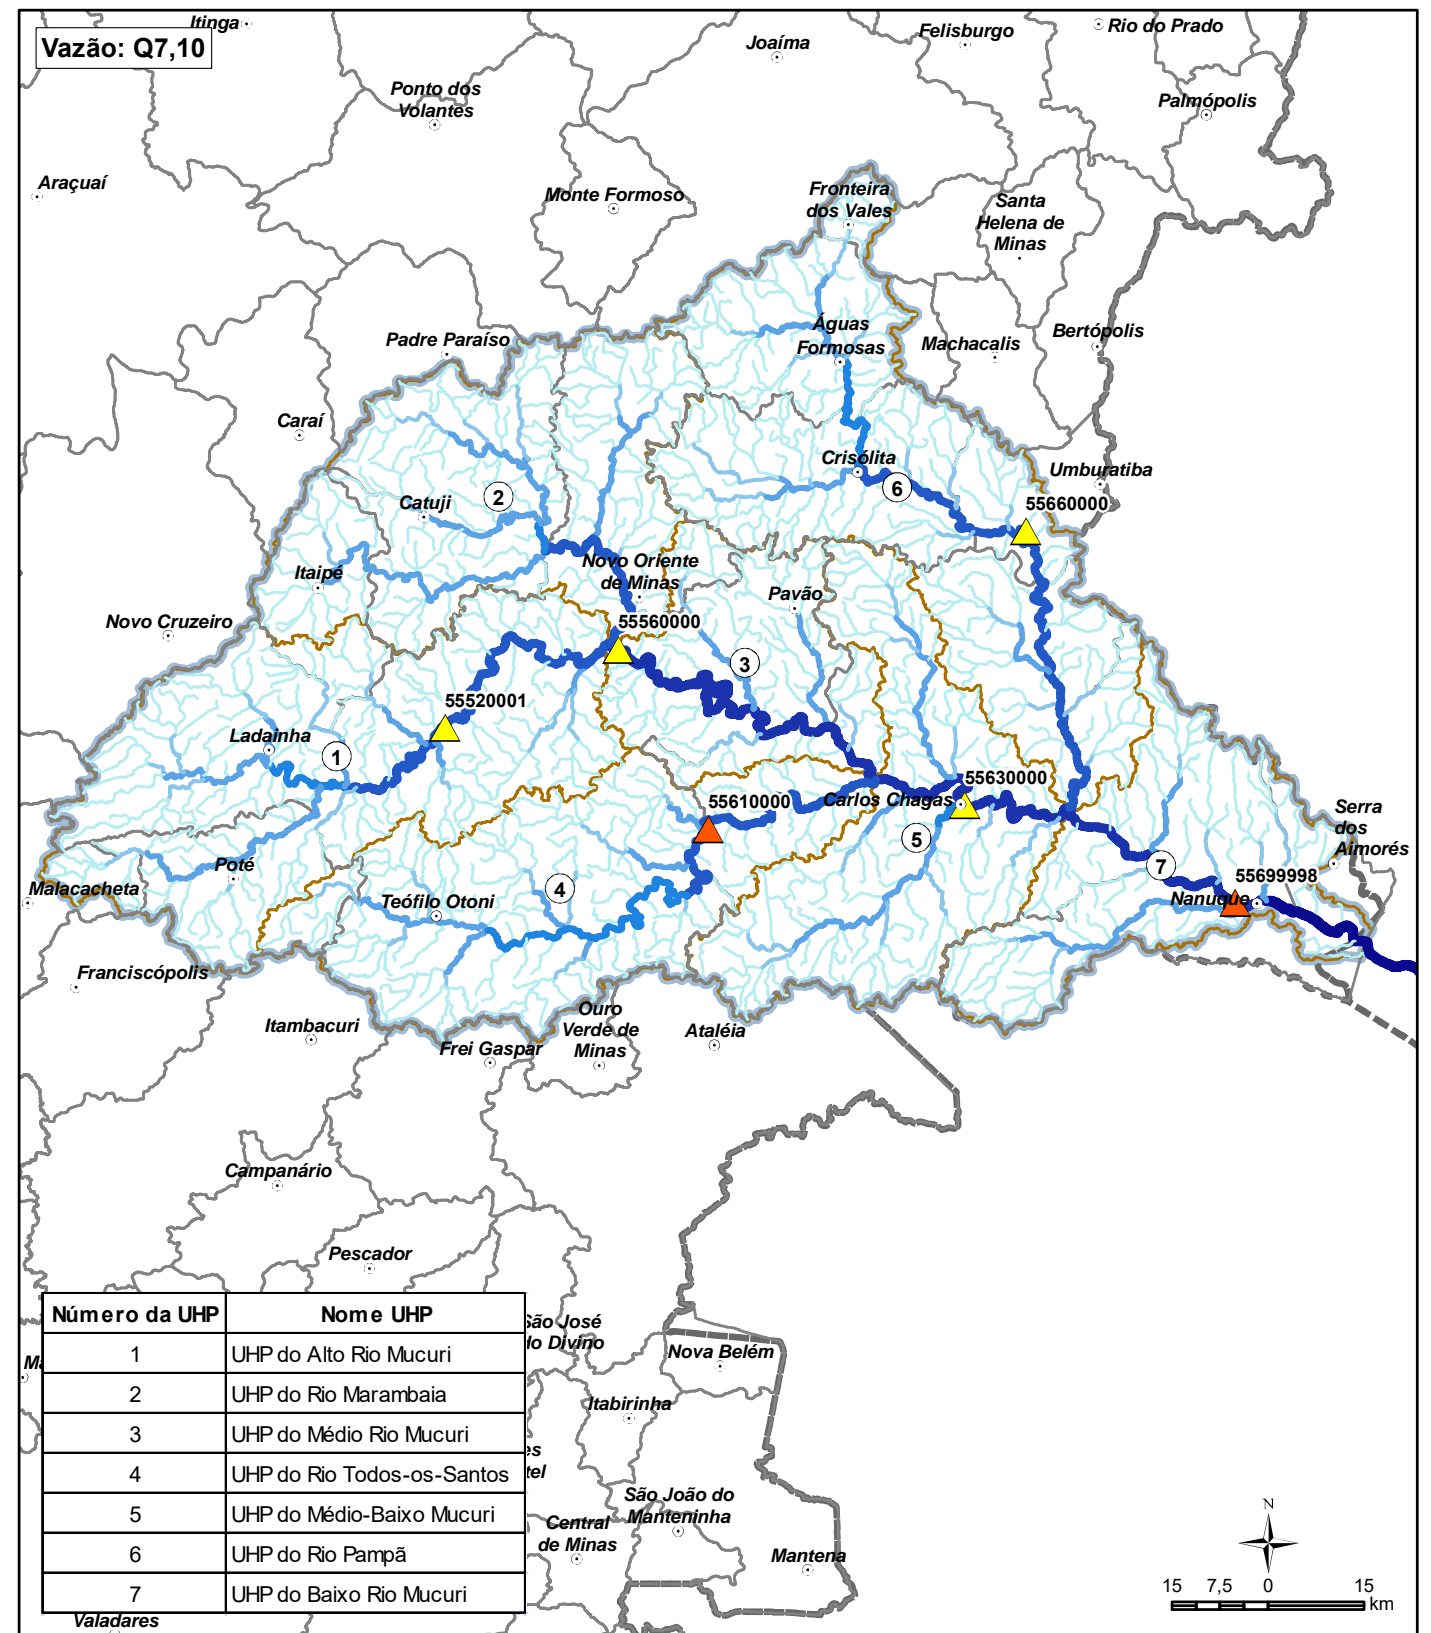 Itinga
Vazão: Q7,10
Felisburgo
Rio do Prado
Joaíma
Ponto dos
Volantes
Palmópolis
Araçuaí
Monte Formoso
Fronteira
dos Vales
Santa
Helena de
Minas
Águas
Formosas
Padre Paraíso
Machacalis
Bertópolis
Caraí
Crisólita
Umburatiba
6
2
Catuji
55660000
Novo Oriente
de Minas
Itaipé
Pavão
Novo Cruzeiro
55560000
3
55520001
Ladainha
1
55630000
55610000
Carlos Chagas
Serra
dos
Aimorés
5
7
Poté
55699998
Malacacheta
4
Teófilo Otoni
Nanuque
Franciscópolis
Itambacuri
Ouro
Verde de
Minas
Ataléia
Frei Gaspar
Campanário
Pescador
Número da UHP Nome UHP
1 UHP do Alto Rio Mucuri
2 UHP do Rio Marambaia
3 UHP do Médio Rio Mucuri
4 UHP do Rio Todos-os-Santos
5 UHP do Médio-Baixo Mucuri
6 UHP do Rio Pampã
7 UHP do Baixo Rio Mucuri
São José
do Divino
Nova Belém
Itabirinha
São João do
Manteninha
Central
de Minas
Mantena
Valadares
N
15 7,5 0 15
km